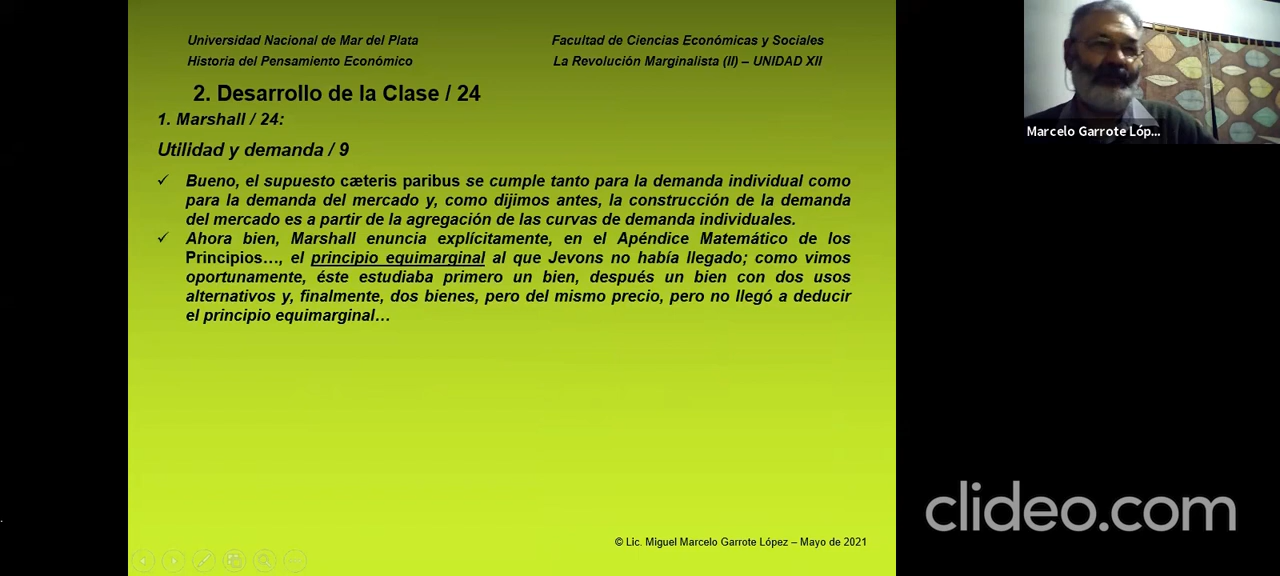 Universidad Nacional de Mar del Plata
Facultad de Ciencias Económicas y Sociales
Historia del Pensamiento Económico
La Revolución Marginalista (II) – UNIDAD XII
2. Desarrollo de la Clase / 24
1. Marshall / 24:
Utilidad y demanda / 9
✓ Bueno, el supuesto cæteris paribus se cumple tanto para la demanda individual como
para la demanda del mercado y, como dijimos antes, la construcción de la demanda
del mercado es a partir de la agregación de las curvas de demanda individuales.
✓ Ahora bien, Marshall enuncia explícitamente, en el Apéndice Matemático de los
Principios…, el principio equimarginal al que Jevons no había llegado; como vimos
oportunamente, éste estudiaba primero un bien, después un bien con dos usos
alternativos y, finalmente, dos bienes, pero del mismo precio, pero no llegó a deducir
el principio equimarginal…
© Lic. Miguel Marcelo Garrote López – Mayo de 2021
Marcelo Garrote Lóp...
clideo.com